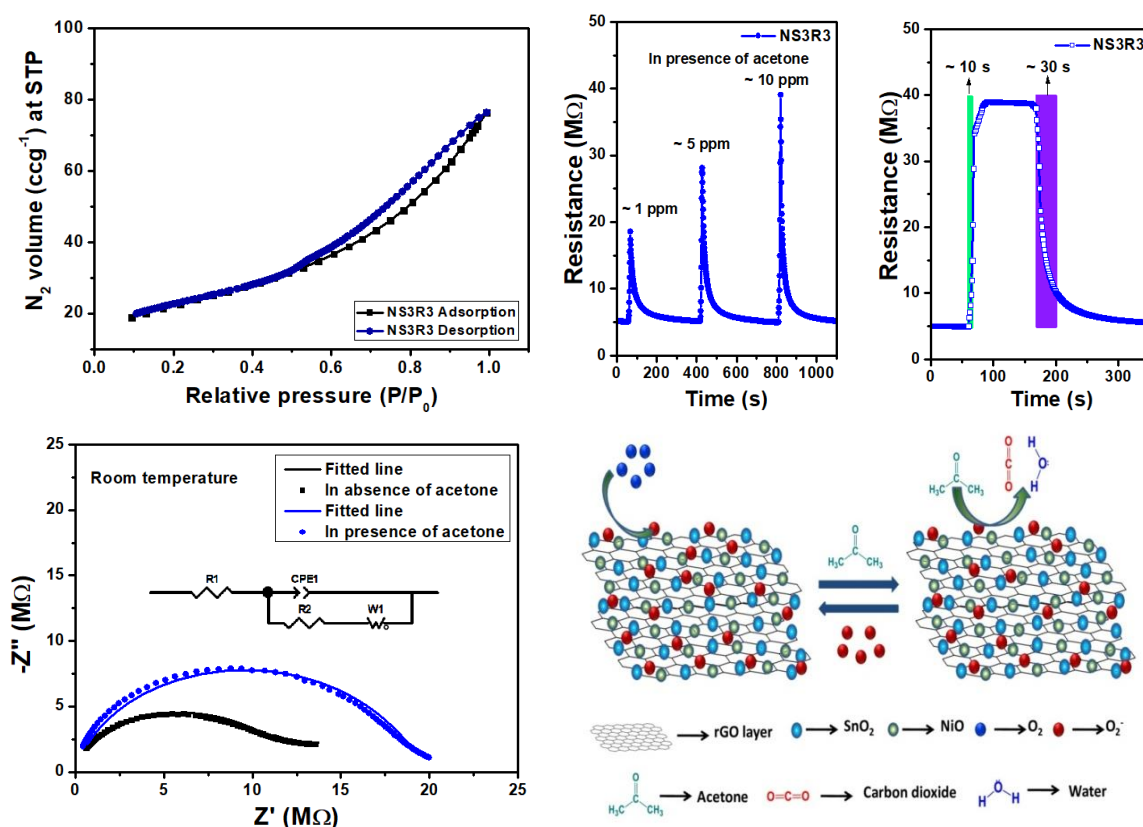 N₂ volume (ccg⁻¹) at STP
100
80
60
40
20
NS3R3 Adsorption
NS3R3 Desorption
0.0 0.2 0.4 0.6 0.8 1.0
Relative pressure (P/P₀)
Resistance (MΩ)
50
40
30
20
10
0
NS3R3
In presence of acetone
~ 10 ppm
~ 5 ppm
~ 1 ppm
0 200 400 600 800 1000
Time (s)
Resistance (MΩ)
50
40
30
20
10
0
NS3R3
~ 10 s
~ 30 s
0 100 200 300
Time (s)
-Z" (MΩ)
25
20
15
10
5
0
Room temperature
Fitted line
In absence of acetone
Fitted line
In presence of acetone
R1
CPE1
R2
W1
0 5 10 15 20 25
Z' (MΩ)
O
H₃C CH₃
O
C
O
H
O:
H
O
H₃C CH₃
rGO layer
SnO₂
NiO
O₂
O₂⁻
O
H₃C CH₃
Acetone
O=C=O
Carbon dioxide
H Ö H
Water